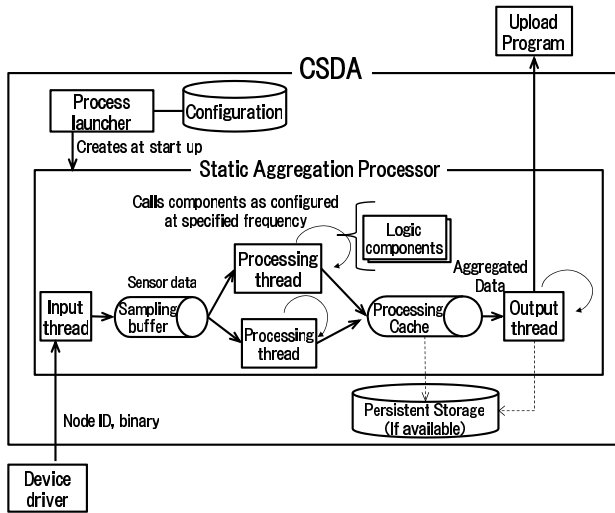 Upload
Program
CSDA
Process
launcher
Configuration
Creates at start up
Static Aggregation Processor
Calls components as configured
at specified frequency
Logic
components
Processing
thread
Sensor data
Aggregated
Data
Input
thread
Sampling
buffer
Processing
Cache
Output
thread
Processing
thread
Node ID, binary
Persistent Storage
(If available)
Device
driver